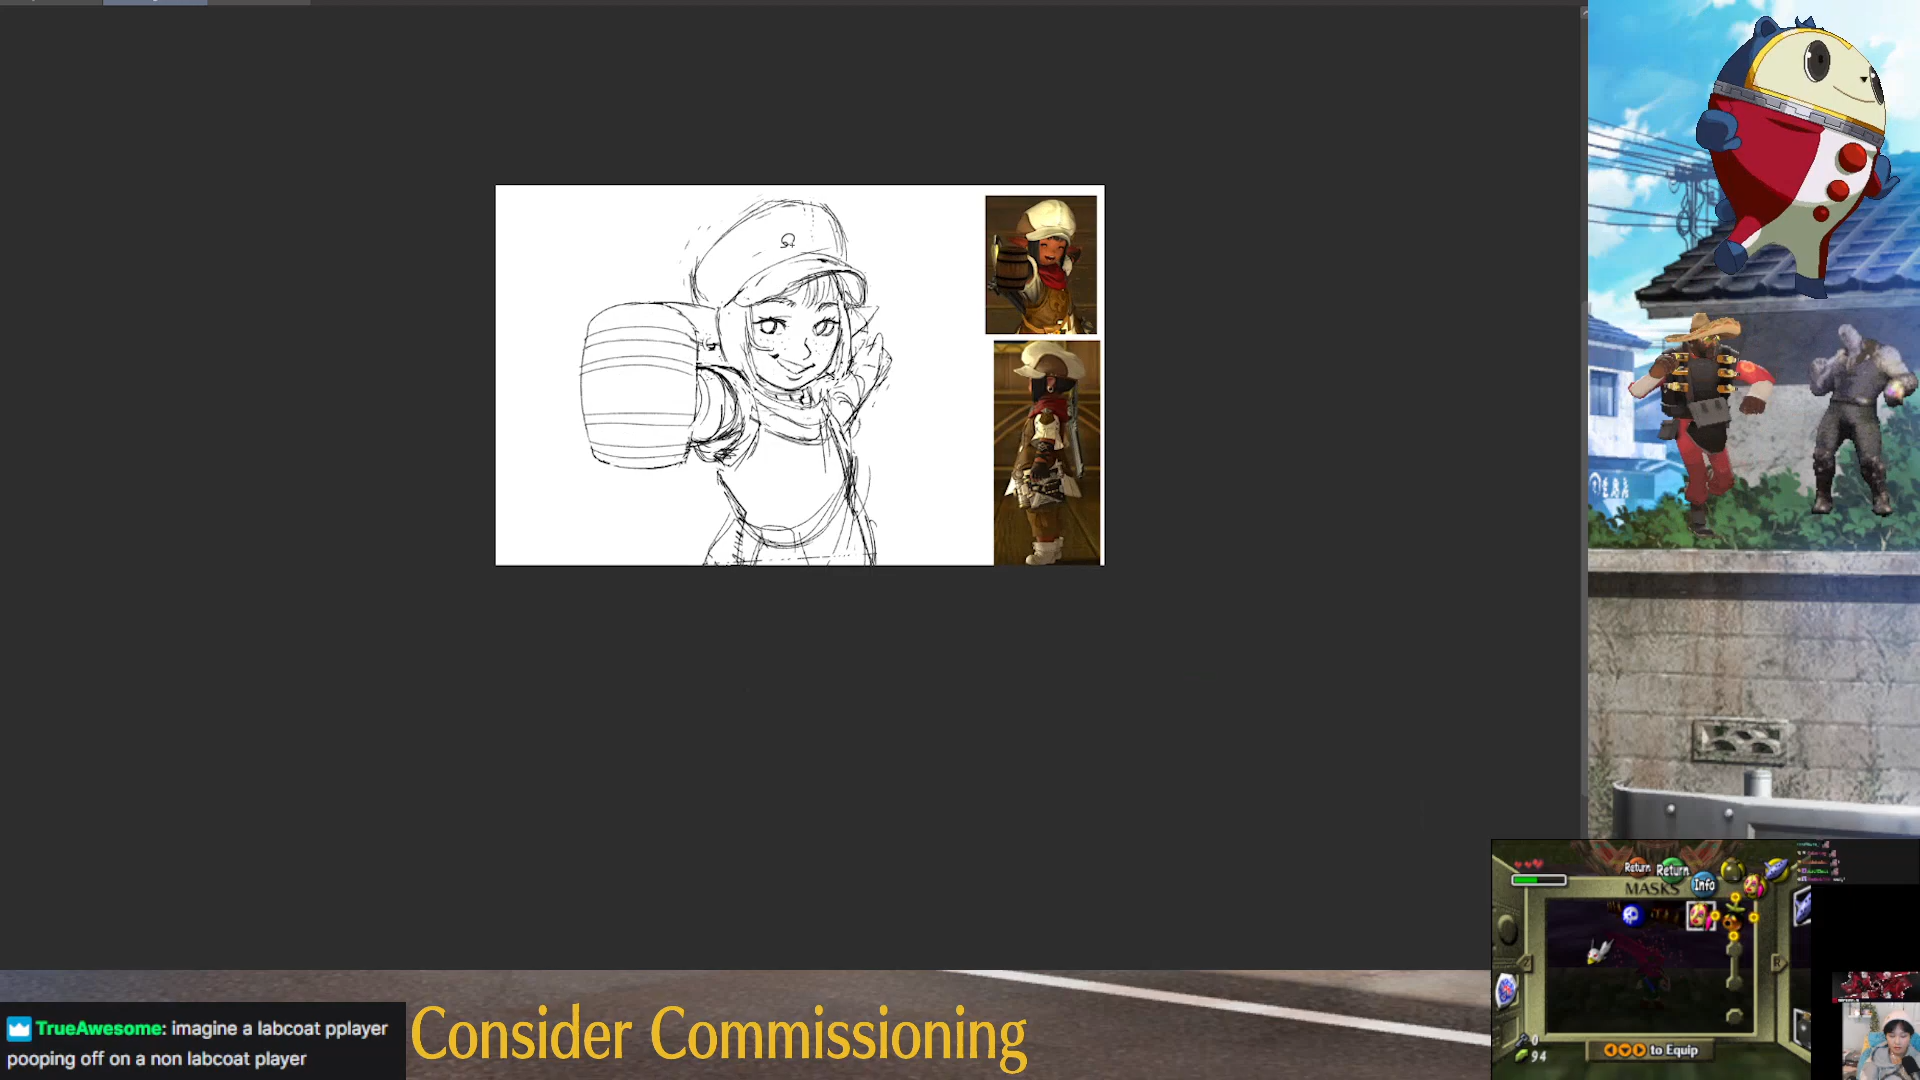 Return
Return
Info
MASKS
Z
R
0
94
to Equip
TrueAwesome: imagine a labcoat pplayer
pooping off on a non labcoat player
Consider Commissioning